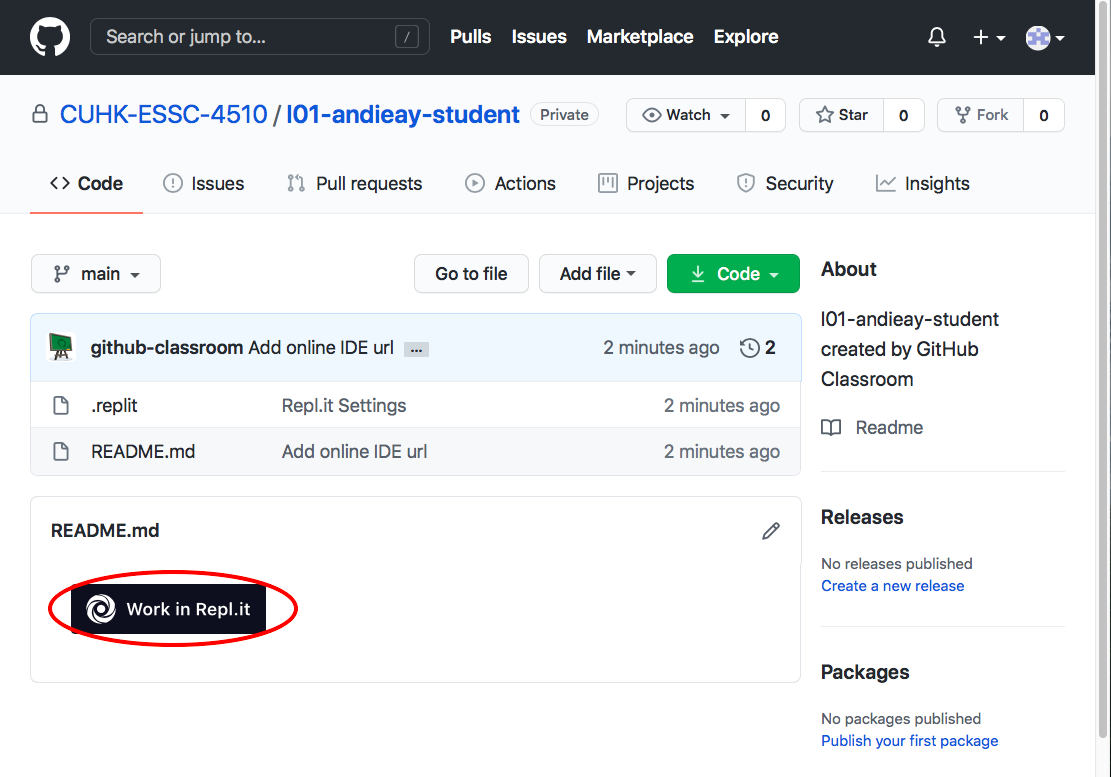 Search or jump to... / Pulls Issues Marketplace Explore
CUHK-ESSC-4510 / l01-andieay-student Private Watch 0 Star 0 Fork 0
Code Issues Pull requests Actions Projects Security Insights
main Go to file Add file Code
github-classroom Add online IDE url ... 2 minutes ago 2
.replit Repl.it Settings 2 minutes ago
README.md Add online IDE url 2 minutes ago
README.md
Work in Repl.it
About
l01-andieay-student
created by GitHub
Classroom
Readme
Releases
No releases published
Create a new release
Packages
No packages published
Publish your first package